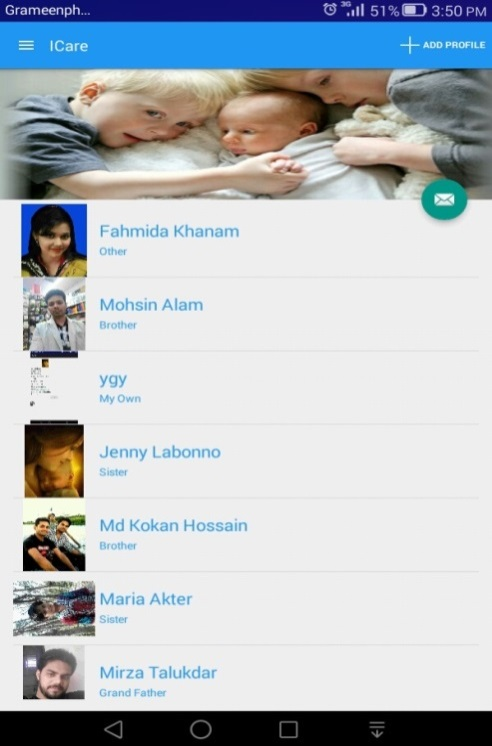 Grameenph... 3G 51% 3:50 PM
ICare ADD PROFILE
Fahmida Khanam
Other
Mohsin Alam
Brother
ygy
My Own
Jenny Labonno
Sister
Md Kokan Hossain
Brother
Maria Akter
Sister
Mirza Talukdar
Grand Father